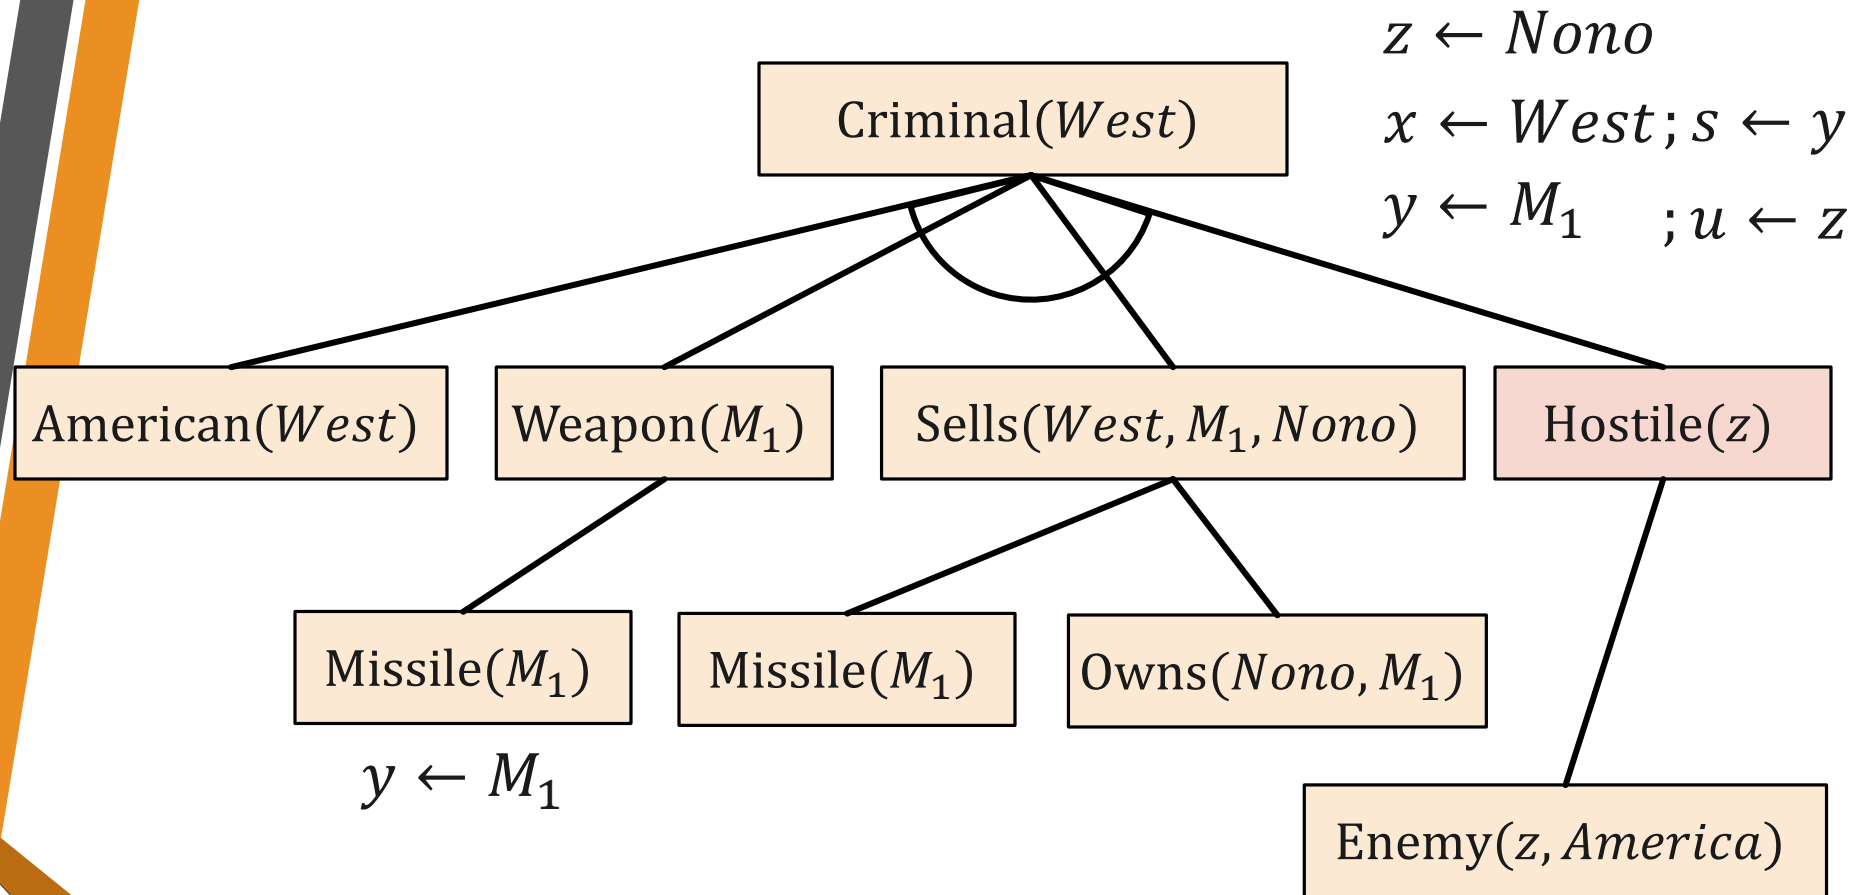 z ← Nono
Criminal(West)
x ← West; s ← y
y ← M₁ ; u ← z
American(West)
Weapon(M₁)
Sells(West, M₁, Nono)
Hostile(z)
Missile(M₁)
Missile(M₁)
Owns(Nono, M₁)
y ← M₁
Enemy(z, America)